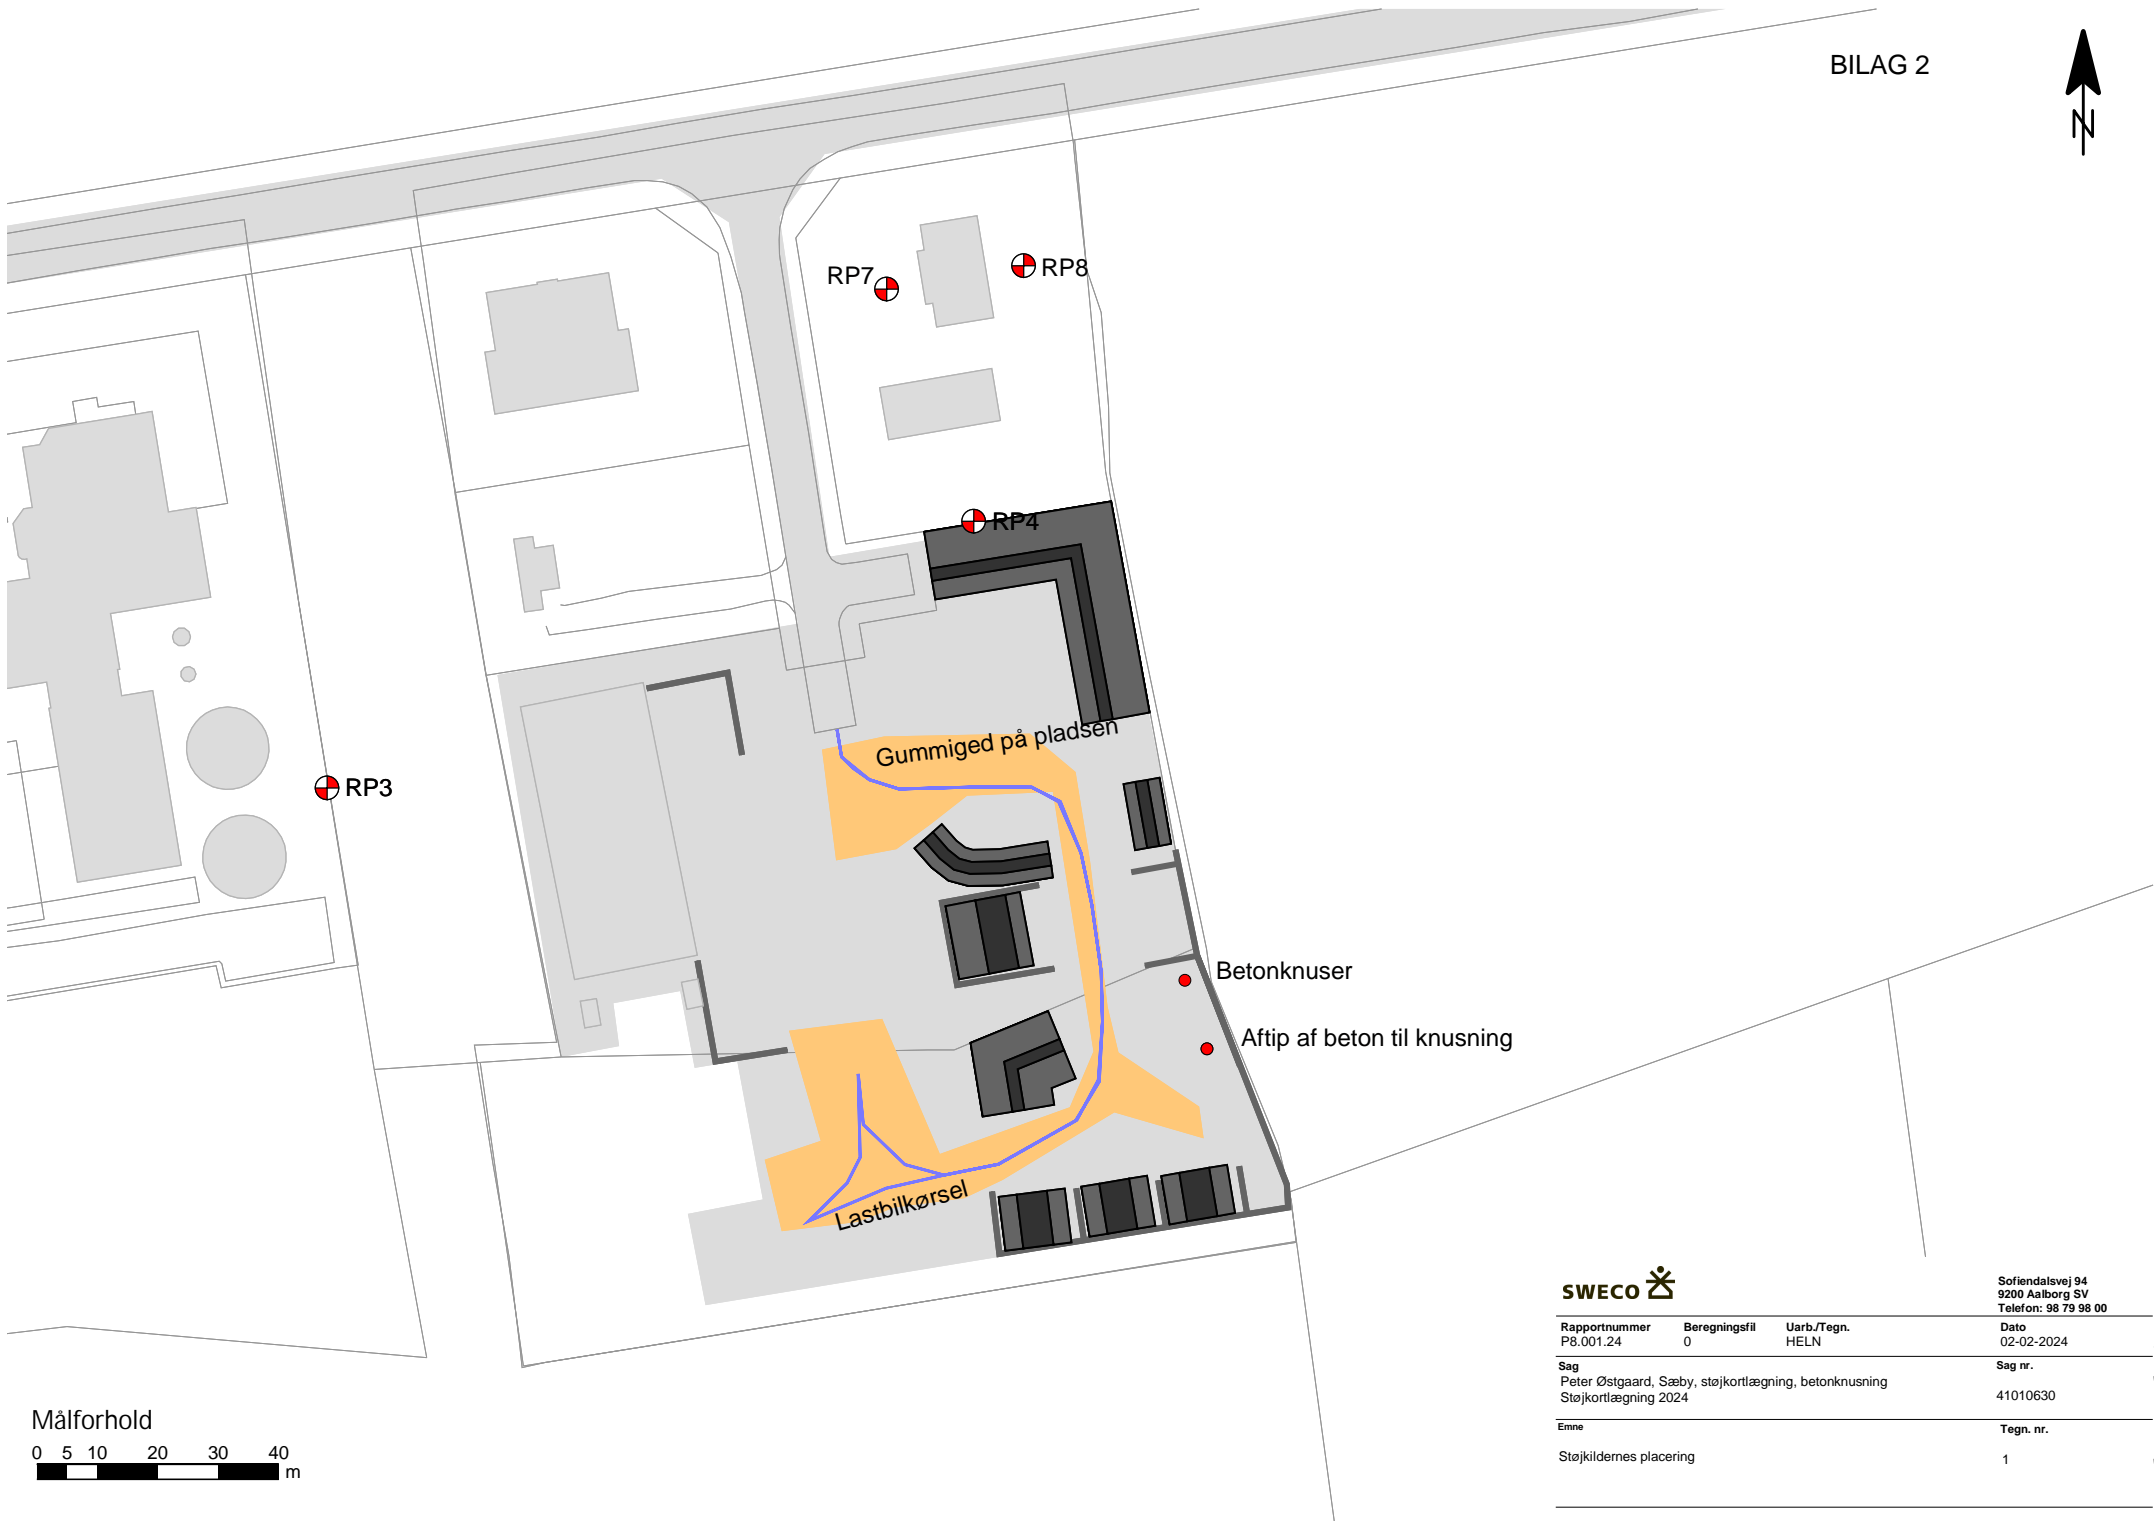 BILAG 2
N
RP7
RP8
RP4
RP3
Gummiged på pladsen
Betonknuser
Aftip af beton til knusning
Lastbilkørsel
Målforhold
0 5 10 20 30 40
m
SWECO
Sofiendalsvej 94
9200 Aalborg SV
Telefon: 98 79 98 00
Rapportnummer Beregningsfil Uarb./Tegn. Dato
P8.001.24 0 HELN 02-02-2024
Sag Sag nr.
Peter Østgaard, Sæby, støjkortlægning, betonknusning
Støjkortlægning 2024 41010630
Emne Tegn. nr.
Støjkildernes placering 1